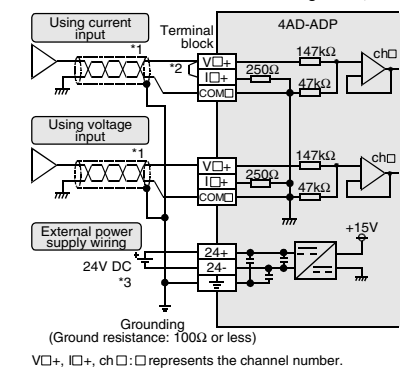 Using current
input
4AD-ADP
Terminal
block
*1
*2
V□+
I□+
COM□
250Ω
147kΩ
47kΩ
ch□
Using voltage
input
*1
V□+
I□+
COM□
250Ω
147kΩ
47kΩ
ch□
External power
supply wiring
+15V
24+
24V DC
24-
*3
Grounding
(Ground resistance: 100Ω or less)
V□+, I□+, ch□: □ represents the channel number.